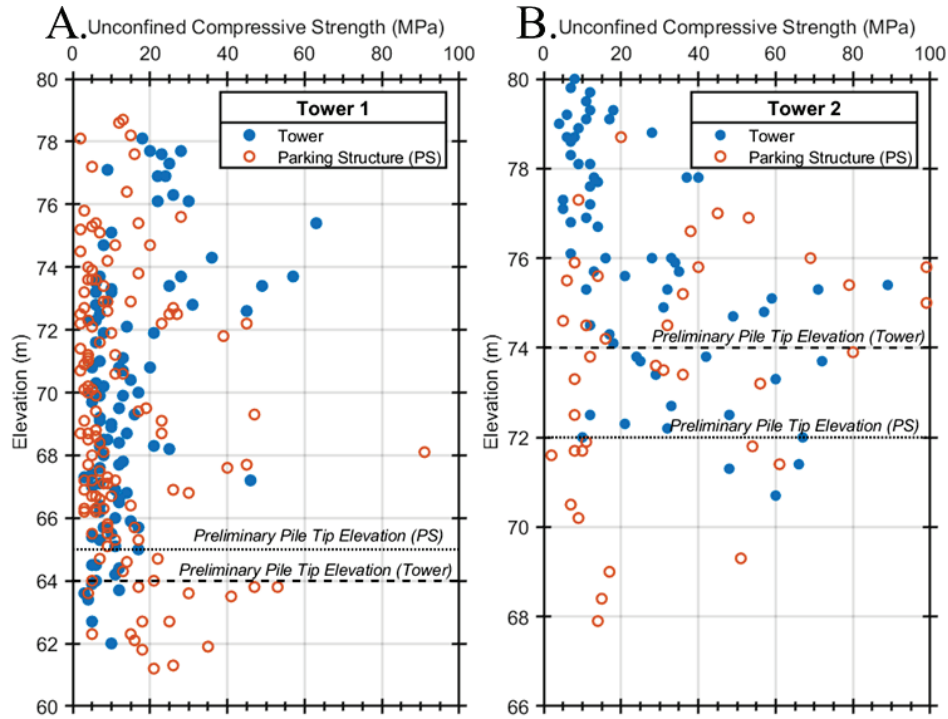 A.
Unconfined Compressive Strength (MPa)
0 20 40 60 80 100
Elevation (m)
80
78
76
74
72
70
68
66
64
62
60
Tower 1
Tower
Parking Structure (PS)
Preliminary Pile Tip Elevation (PS)
Preliminary Pile Tip Elevation (Tower)
B.
Unconfined Compressive Strength (MPa)
0 20 40 60 80 100
Elevation (m)
80
78
76
74
72
70
68
66
Tower 2
Tower
Parking Structure (PS)
Preliminary Pile Tip Elevation (Tower)
Preliminary Pile Tip Elevation (PS)